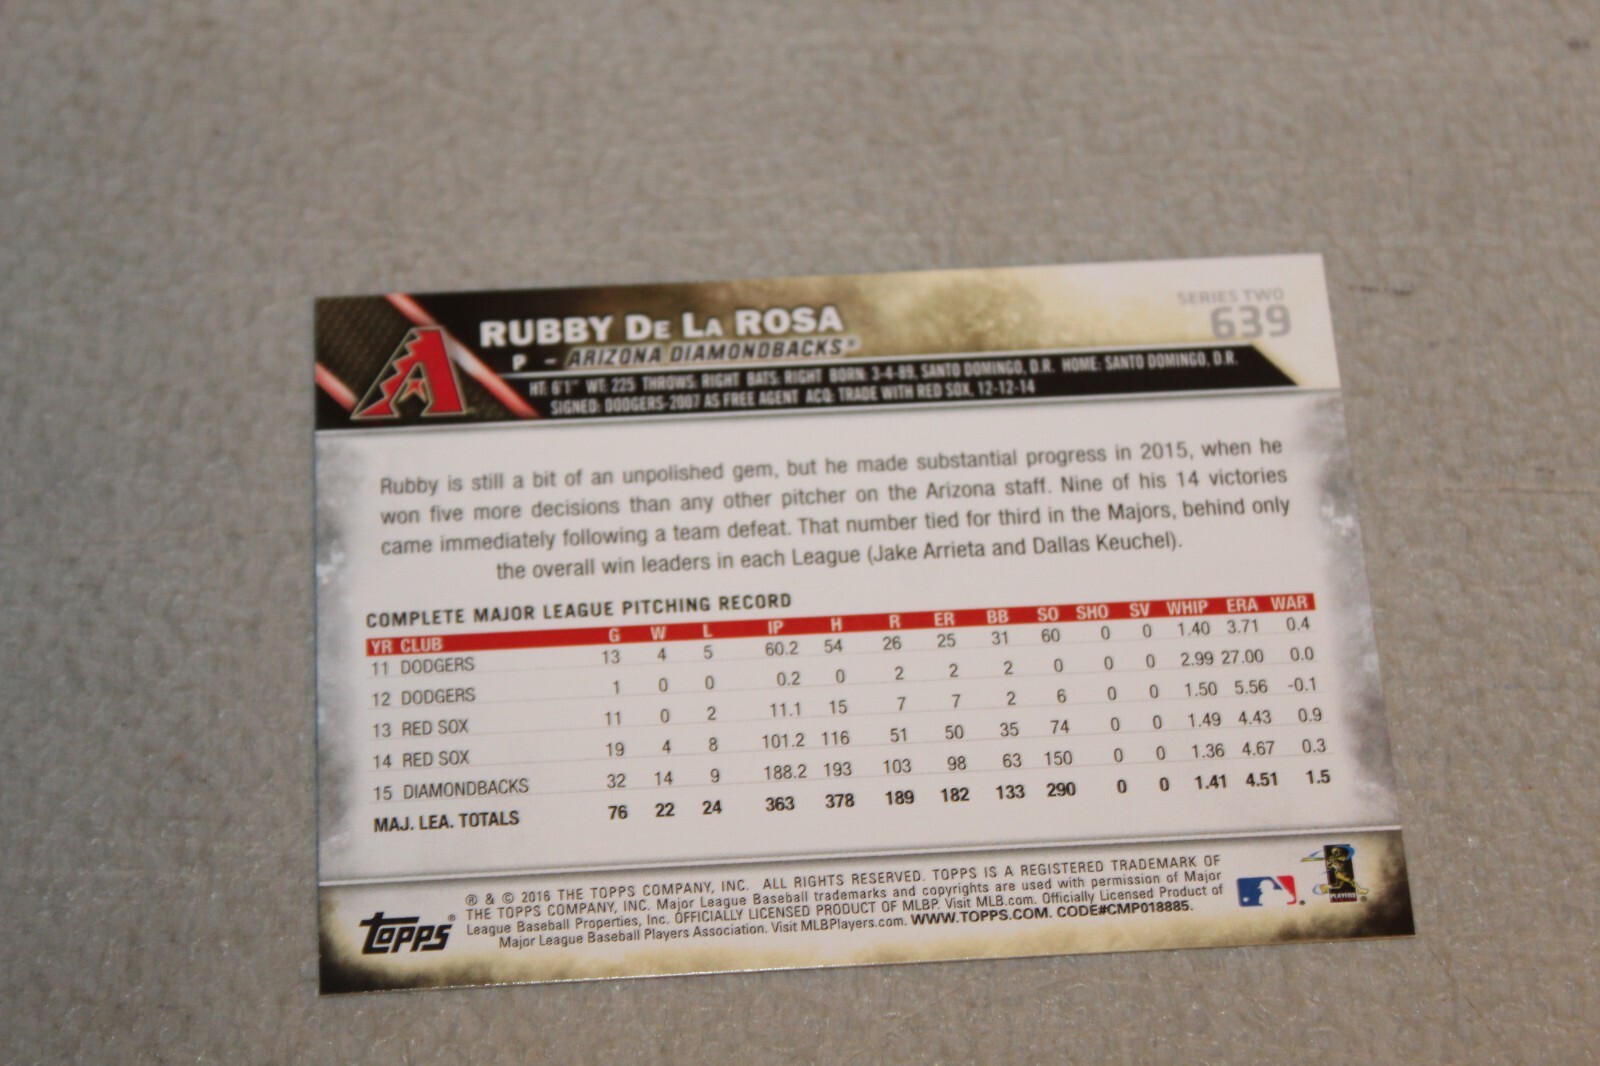 SERIES TWO
639
RUBBY DE LA ROSA
P – ARIZONA DIAMONDBACKS®
HT: 6'1" WT: 225 THROWS: RIGHT BATS: RIGHT BORN: 3-4-89, SANTO DOMINGO, D.R. HOME: SANTO DOMINGO, D.R.
SIGNED: DODGERS-2007 AS FREE AGENT ACQ: TRADE WITH RED SOX, 12-12-14
Rubby is still a bit of an unpolished gem, but he made substantial progress in 2015, when he
won five more decisions than any other pitcher on the Arizona staff. Nine of his 14 victories
came immediately following a team defeat. That number tied for third in the Majors, behind only
the overall win leaders in each League (Jake Arrieta and Dallas Keuchel).
COMPLETE MAJOR LEAGUE PITCHING RECORD
YR CLUB G W L IP H R ER BB SO SHO SV WHIP ERA WAR
11 DODGERS 13 4 5 60.2 54 26 25 31 60 0 0 1.40 3.71 0.4
12 DODGERS 1 0 0 0.2 0 2 2 2 0 0 0 2.99 27.00 0.0
13 RED SOX 11 0 2 11.1 15 7 7 2 6 0 0 1.50 5.56 -0.1
14 RED SOX 19 4 8 101.2 116 51 50 35 74 0 0 1.49 4.43 0.9
15 DIAMONDBACKS 32 14 9 188.2 193 103 98 63 150 0 0 1.36 4.67 0.3
MAJ. LEA. TOTALS 76 22 24 363 378 189 182 133 290 0 0 1.41 4.51 1.5
® & © 2016 THE TOPPS COMPANY, INC. ALL RIGHTS RESERVED. TOPPS IS A REGISTERED TRADEMARK OF
THE TOPPS COMPANY, INC. Major League Baseball trademarks and copyrights are used with permission of Major
League Baseball Properties, Inc. OFFICIALLY LICENSED PRODUCT OF MLBP. Visit MLB.com. Officially Licensed Product of
Major League Baseball Players Association. Visit MLBPlayers.com. WWW.TOPPS.COM. CODE#CMP018885.
TOPPS®
PLAYERS